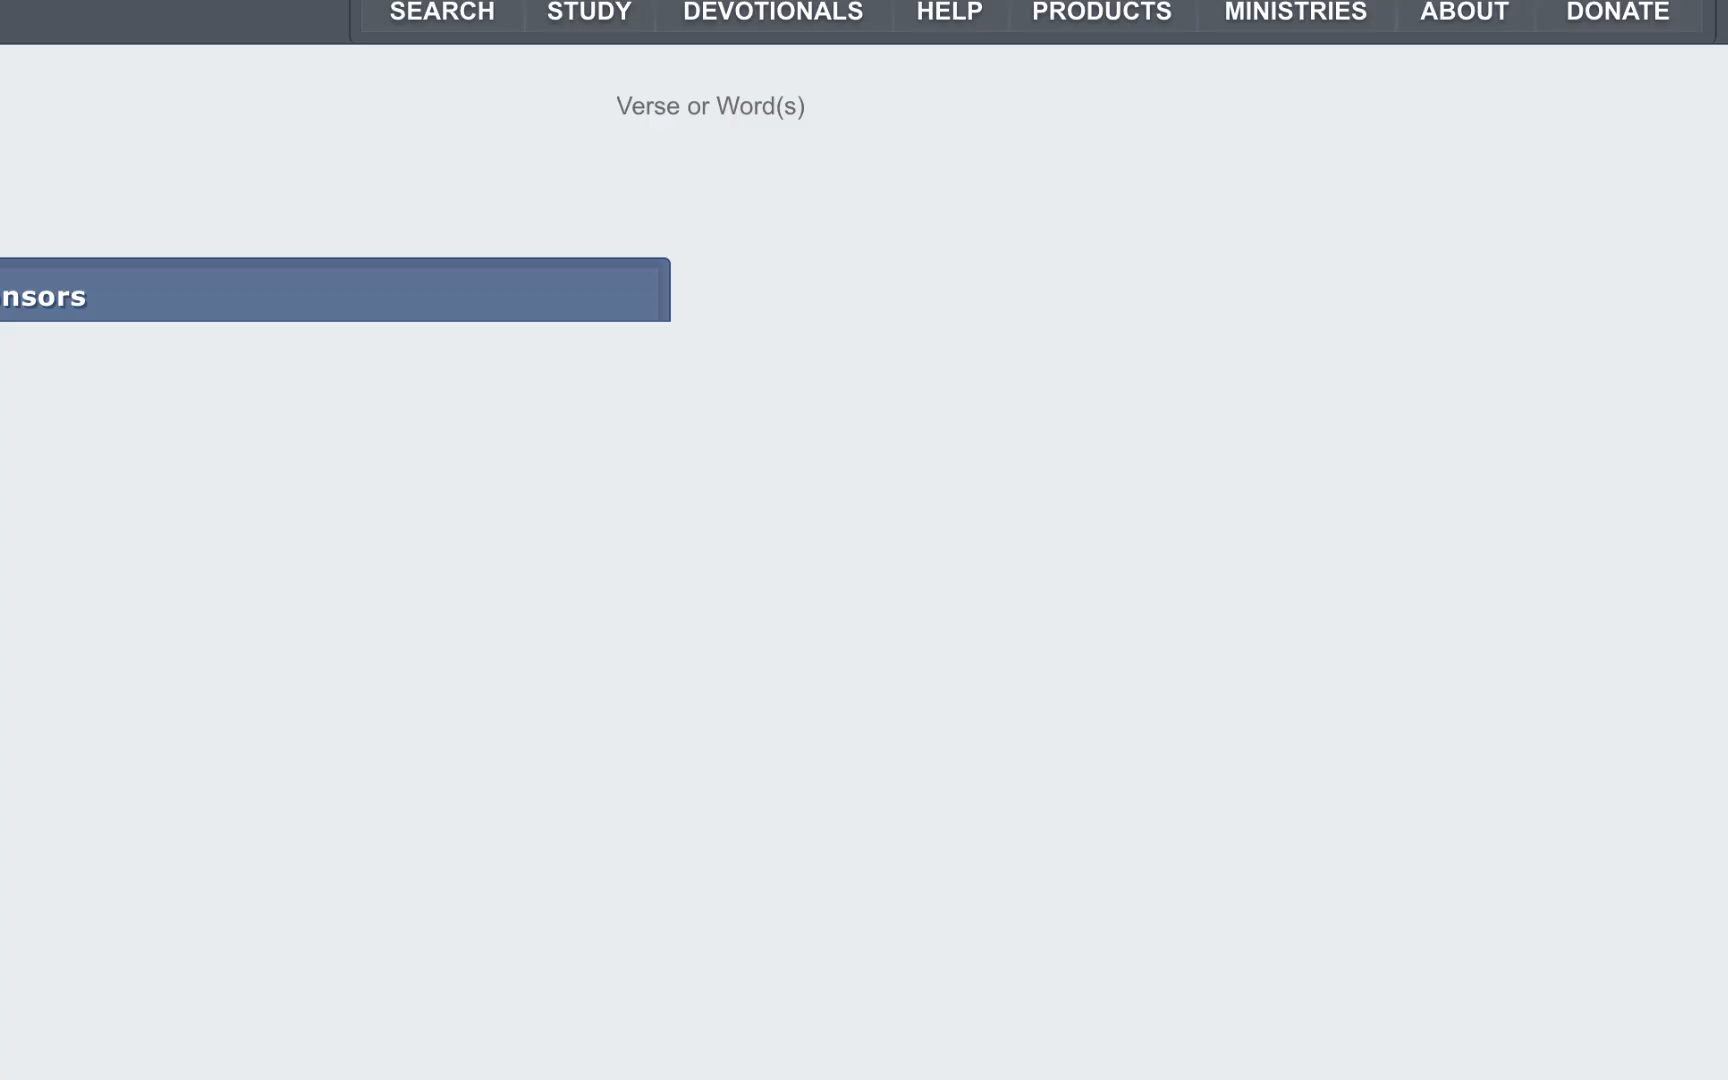 SEARCH STUDY DEVOTIONALS HELP PRODUCTS MINISTRIES ABOUT DONATE
Verse or Word(s)
nsors